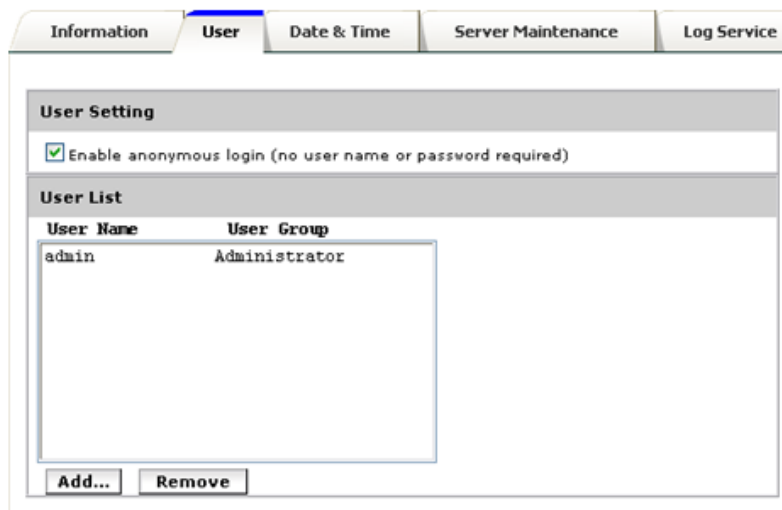 Information User Date & Time Server Maintenance Log Service
User Setting
Enable anonymous login (no user name or password required)
User List
User Name User Group
admin Administrator
Add... Remove